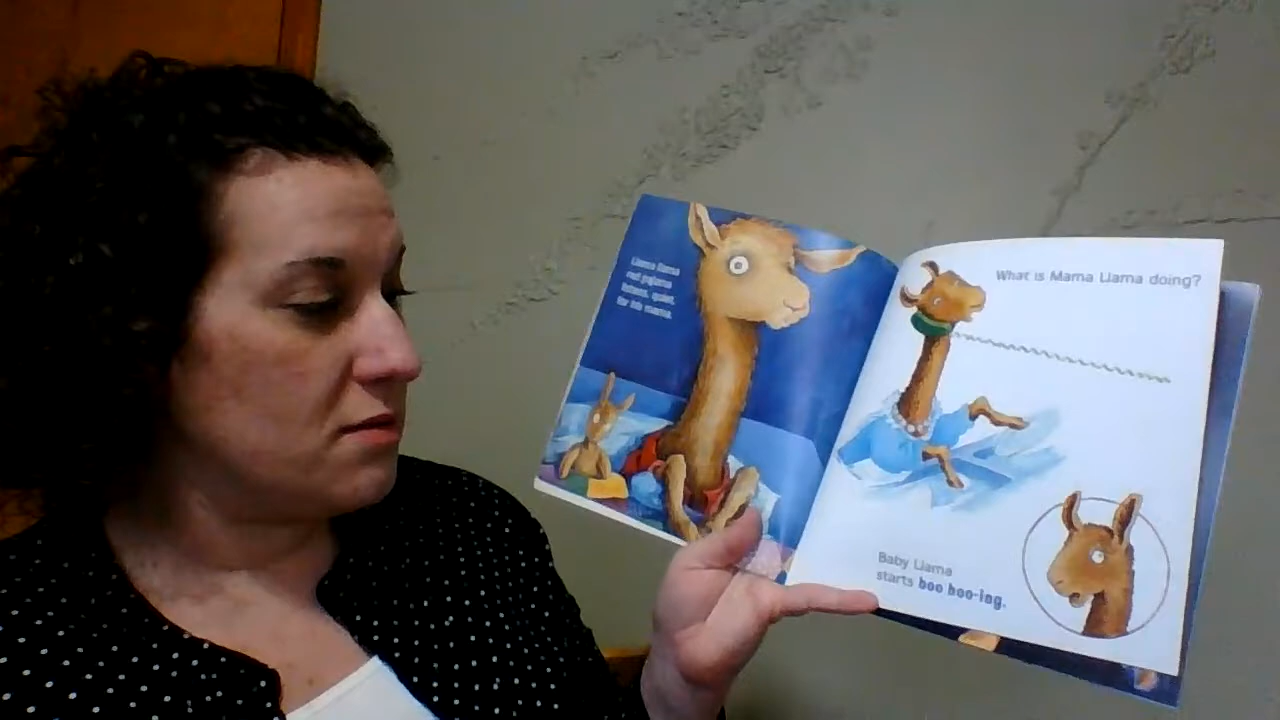 Llama llama
red pajama
listens, quiet,
for his mama.
What is Mama Llama doing?
Baby Llama
starts boo hoo-ing.